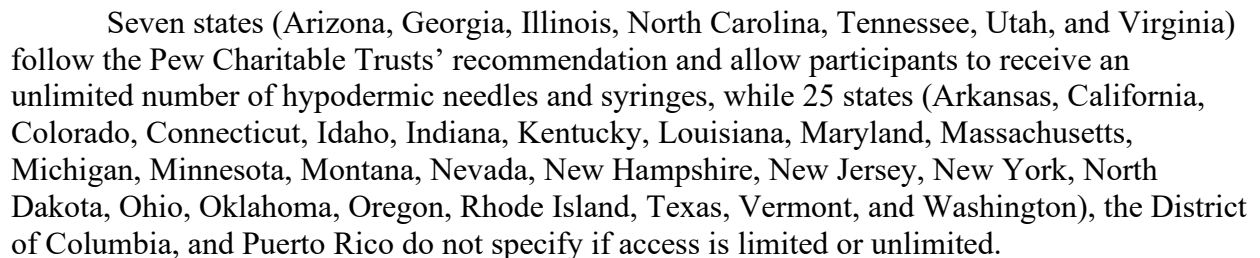 Seven states (Arizona, Georgia, Illinois, North Carolina, Tennessee, Utah, and Virginia)
follow the Pew Charitable Trusts’ recommendation and allow participants to receive an
unlimited number of hypodermic needles and syringes, while 25 states (Arkansas, California,
Colorado, Connecticut, Idaho, Indiana, Kentucky, Louisiana, Maryland, Massachusetts,
Michigan, Minnesota, Montana, Nevada, New Hampshire, New Jersey, New York, North
Dakota, Ohio, Oklahoma, Oregon, Rhode Island, Texas, Vermont, and Washington), the District
of Columbia, and Puerto Rico do not specify if access is limited or unlimited.